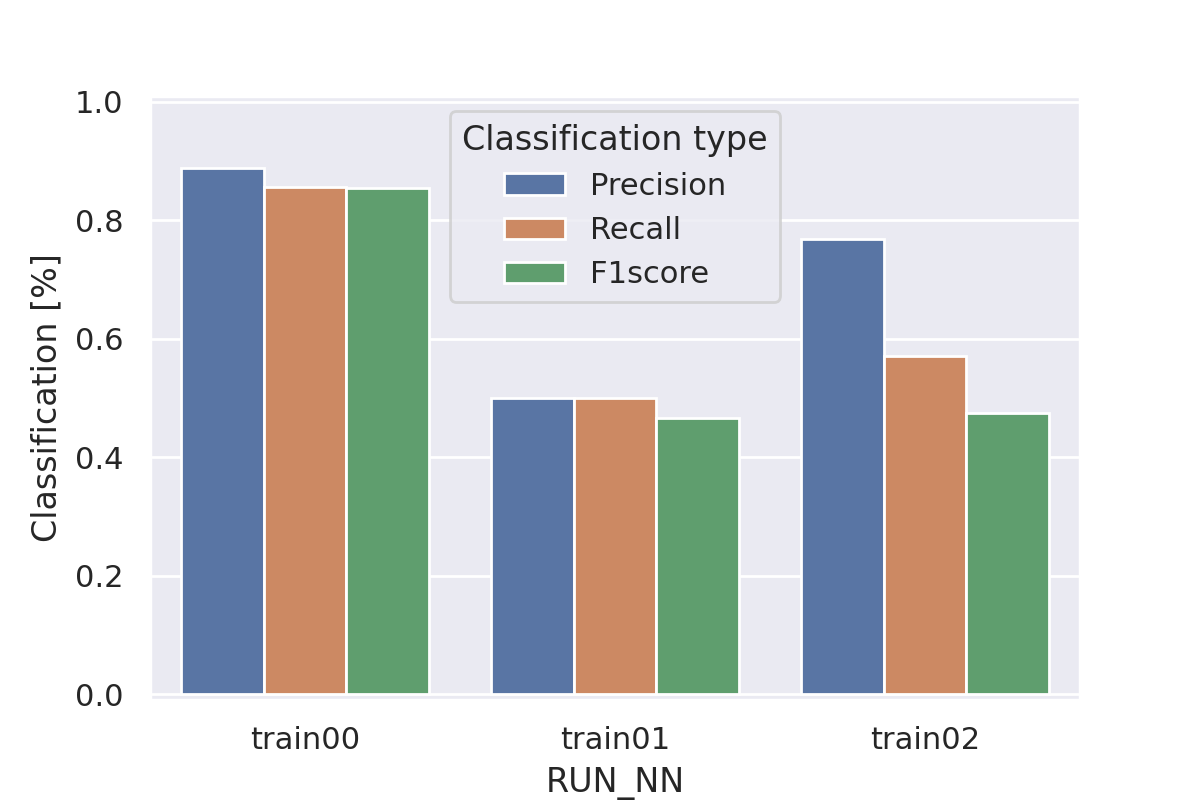 Classification [%]
1.0
0.8
0.6
0.4
0.2
0.0
Classification type
Precision
Recall
F1score
train00
train01
train02
RUN_NN